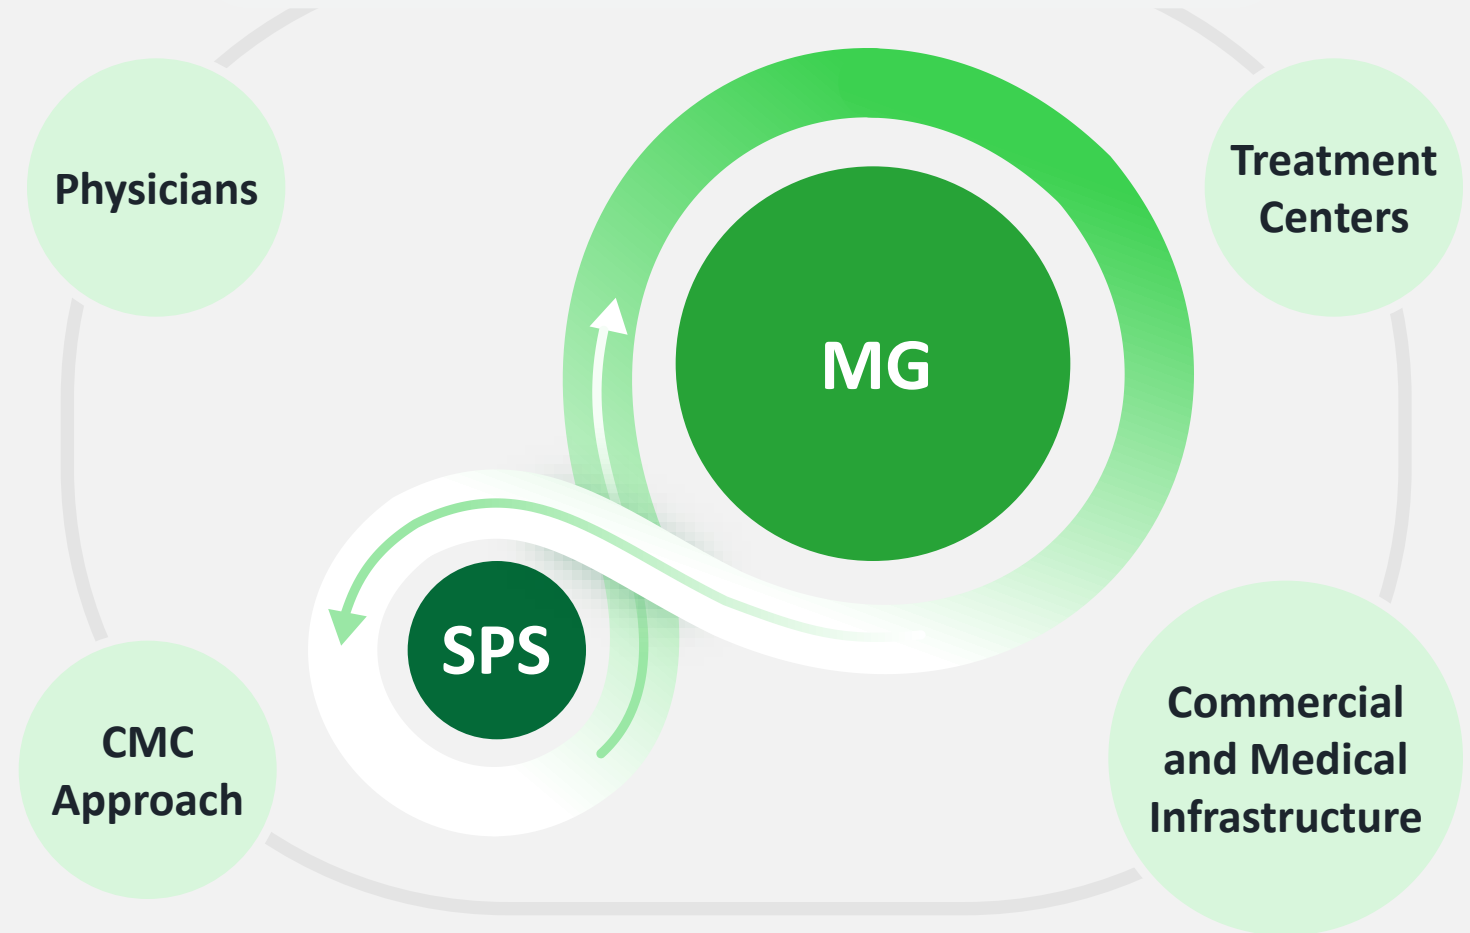 Physicians
Treatment
Centers
MG
SPS
CMC
Approach
Commercial
and Medical
Infrastructure